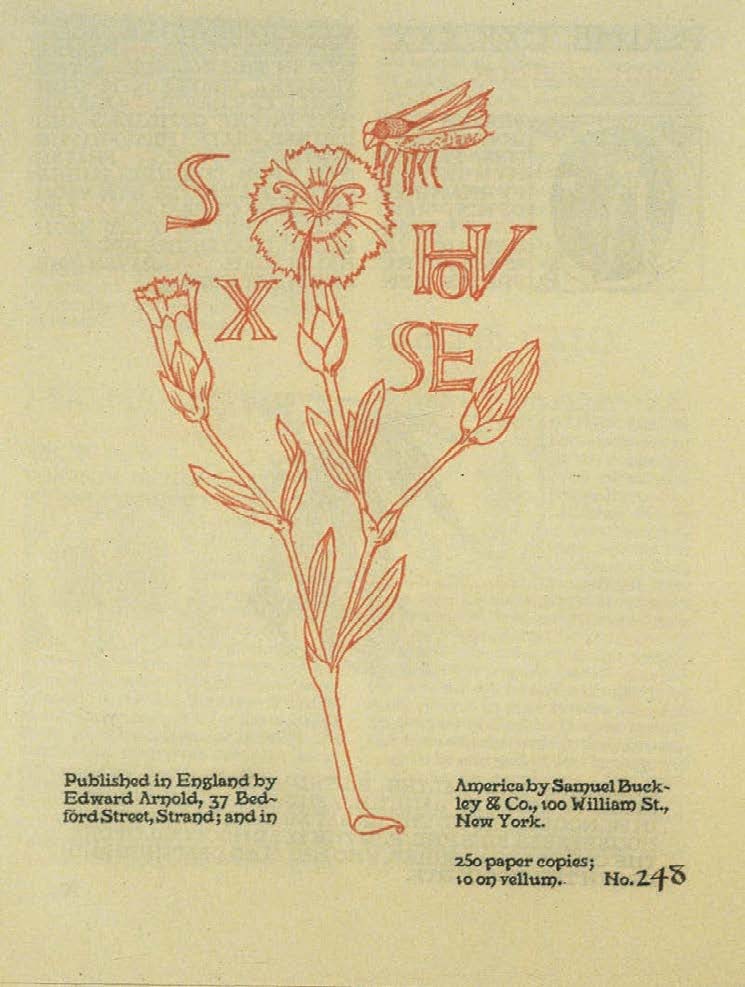 S
X
HoV
SE
Published in England by
Edward Arnold, 37 Bed~
ford Street, Strand; and in
America by Samuel Buck~
ley & Co., 100 William St.,
New York.
250 paper copies;
10 on vellum. No. 248